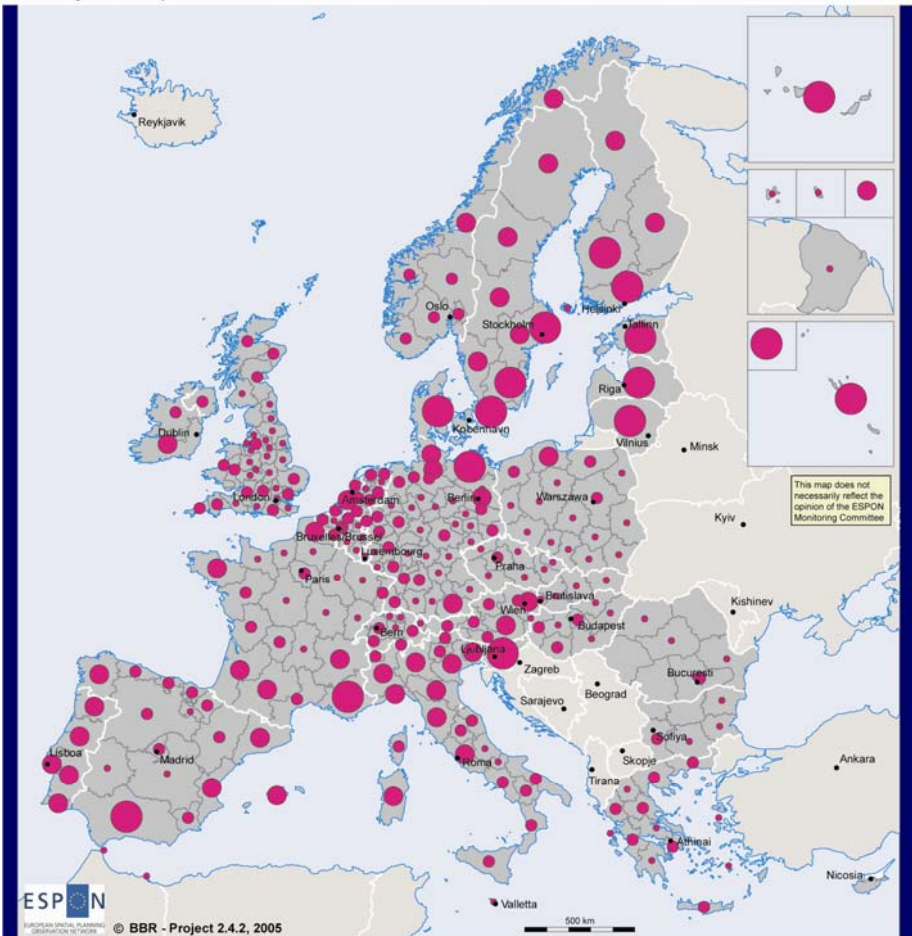 Reykjavik
Oslo
Helsinki
Stockholm
Tallinn
Riga
Dublin
København
Vilnius
Minsk
This map does not
necessarily reflect the
opinion of the ESPON
Monitoring Committee
London
Amsterdam
Berlin
Warszawa
Kyiv
Bruxelles/Brussel
Luxembourg
Praha
Paris
Kishinev
Wien
Bratislava
Budapest
Bern
Ljubljana
Zagreb
Bucuresti
Beograd
Sarajevo
Lisboa
Madrid
Roma
Sofiya
Skopje
Tirana
Ankara
Athinai
Nicosia
Valletta
ESPON
EUROPEAN SPATIAL PLANNING
OBSERVATION NETWORK
© BBR - Project 2.4.2, 2005
500 km